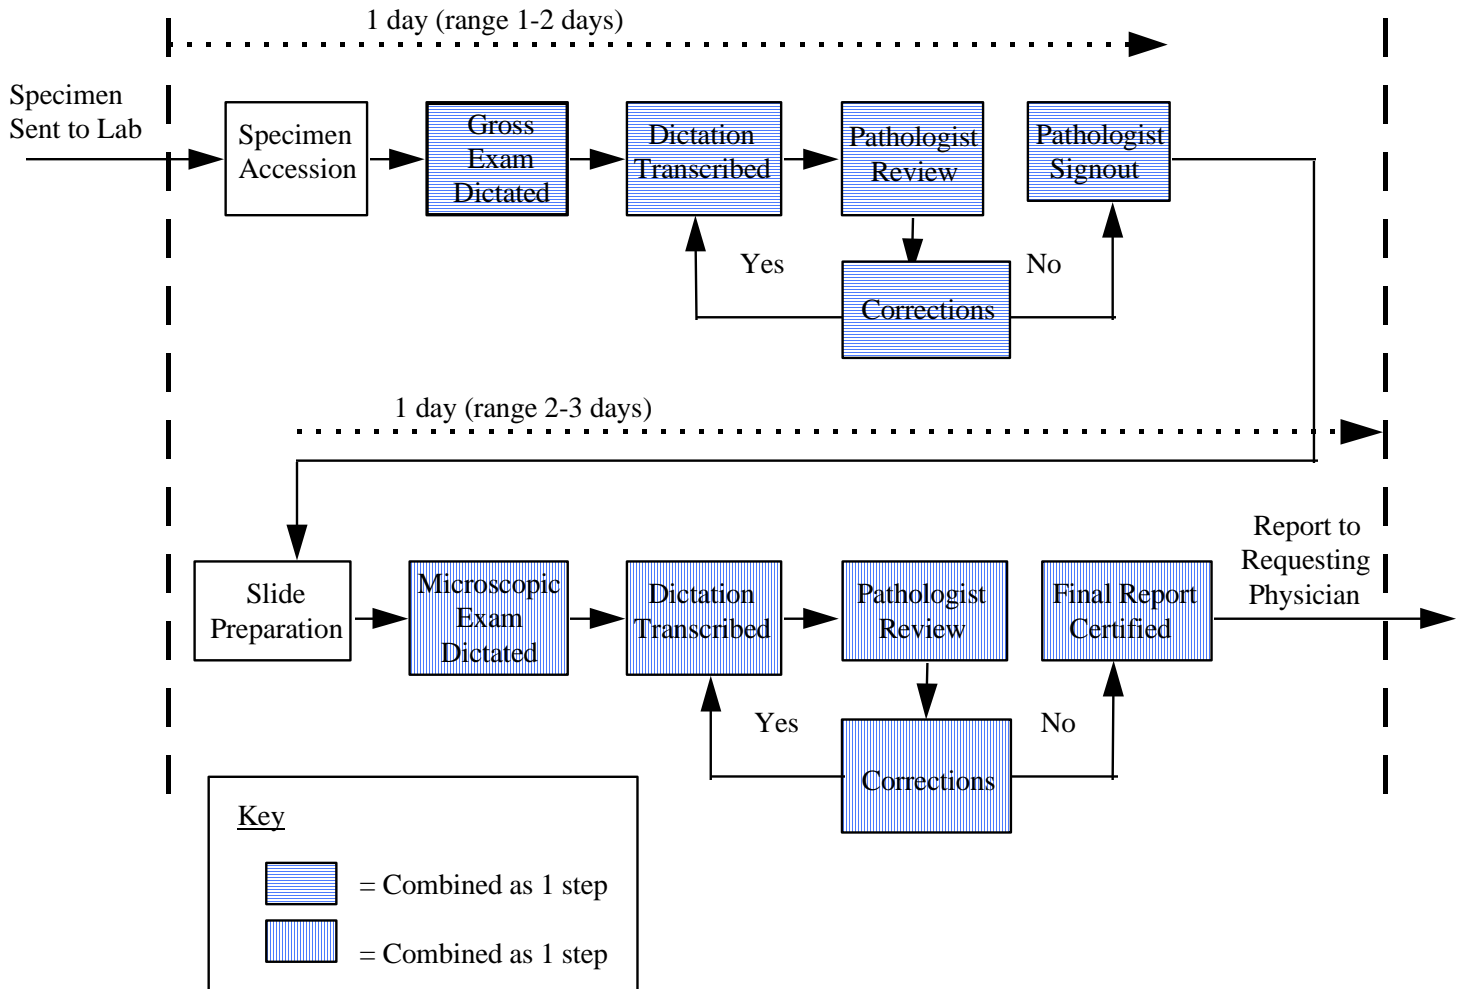 1 day (range 1-2 days)
Specimen
Sent to Lab
Specimen
Accession
Gross
Exam
Dictated
Dictation
Transcribed
Pathologist
Review
Pathologist
Signout
Yes
No
Corrections
1 day (range 2-3 days)
Report to
Requesting
Physician
Slide
Preparation
Microscopic
Exam
Dictated
Dictation
Transcribed
Pathologist
Review
Final Report
Certified
Yes
No
Corrections
Key
= Combined as 1 step
= Combined as 1 step